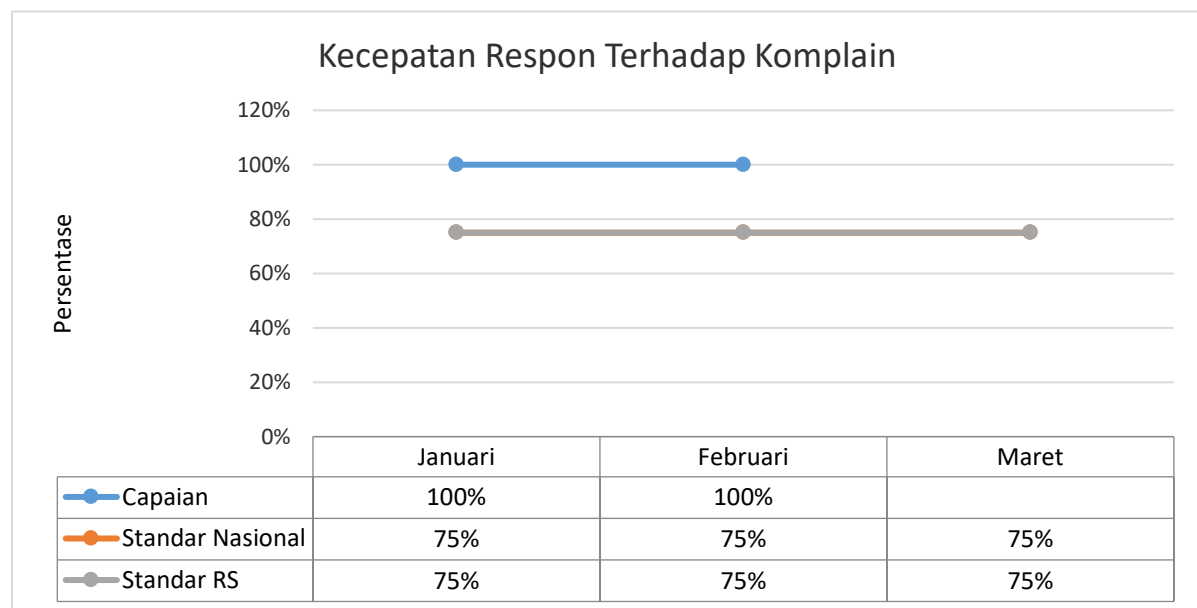 Kecepatan Respon Terhadap Komplain
120%
100%
80%
60%
40%
20%
0%
Persentase
Januari Februari Maret
Capaian 100% 100%
Standar Nasional 75% 75% 75%
Standar RS 75% 75% 75%